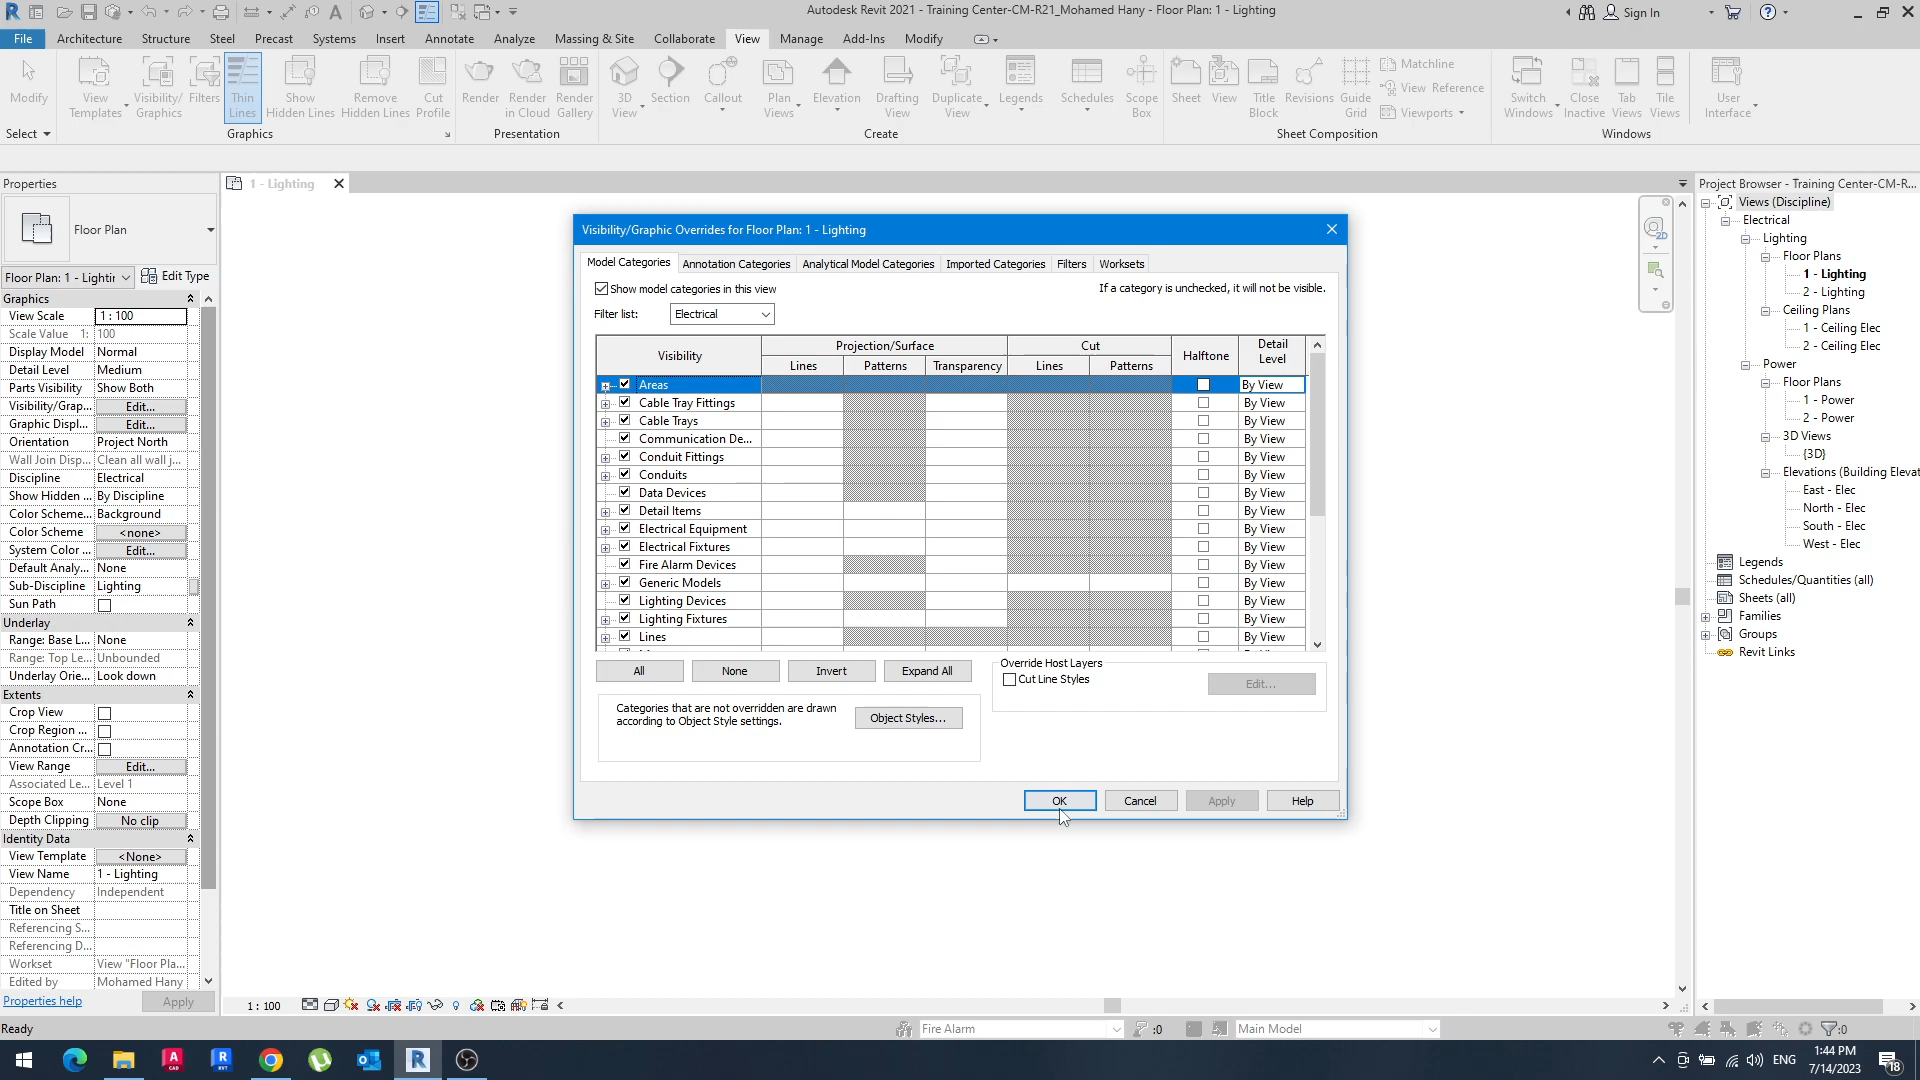 Autodesk Revit 2021 - Training Center-CM-R21_Mohamed Hany - Floor Plan: 1 - Lighting
Sign In
File Architecture Structure Steel Precast Systems Insert Annotate Analyze Massing & Site Collaborate View Manage Add-Ins Modify
Modify
View Templates
Visibility/ Graphics
Filters
Thin Lines
Show Hidden Lines
Remove Hidden Lines
Cut Profile
Render
Render in Cloud
Render Gallery
3D View
Section
Callout
Plan Views
Elevation
Drafting View
Duplicate View
Legends
Schedules
Scope Box
Sheet
View
Title Block
Revisions
Guide Grid
Matchline
View Reference
Viewports
Switch Windows
Close Inactive
Tab Views
Tile Views
User Interface
Select Graphics Presentation Create Sheet Composition Windows
Properties
Floor Plan
Floor Plan: 1 - Lightir
Edit Type
Graphics
View Scale 1 : 100
Scale Value 1: 100
Display Model Normal
Detail Level Medium
Parts Visibility Show Both
Visibility/Grap... Edit...
Graphic Displ... Edit...
Orientation Project North
Wall Join Disp... Clean all wall j...
Discipline Electrical
Show Hidden ... By Discipline
Color Scheme... Background
Color Scheme <none>
System Color ... Edit...
Default Analy... None
Sub-Discipline Lighting
Sun Path
Underlay
Range: Base L... None
Range: Top Le... Unbounded
Underlay Orie... Look down
Extents
Crop View
Crop Region ...
Annotation Cr...
View Range Edit...
Associated Le... Level 1
Scope Box None
Depth Clipping No clip
Identity Data
View Template <None>
View Name 1 - Lighting
Dependency Independent
Title on Sheet
Referencing S...
Referencing D...
Workset View "Floor Pla...
Edited by Mohamed Hany
Properties help
Apply
1 - Lighting
Visibility/Graphic Overrides for Floor Plan: 1 - Lighting
Model Categories Annotation Categories Analytical Model Categories Imported Categories Filters Worksets
Show model categories in this view
If a category is unchecked, it will not be visible.
Filter list: Electrical
Visibility Projection/Surface Cut Halftone Detail Level
Lines Patterns Transparency Lines Patterns
Areas By View
Cable Tray Fittings By View
Cable Trays By View
Communication De... By View
Conduit Fittings By View
Conduits By View
Data Devices By View
Detail Items By View
Electrical Equipment By View
Electrical Fixtures By View
Fire Alarm Devices By View
Generic Models By View
Lighting Devices By View
Lighting Fixtures By View
Lines By View
All None Invert Expand All
Override Host Layers
Cut Line Styles
Edit...
Categories that are not overridden are drawn
according to Object Style settings.
Object Styles...
OK Cancel Apply Help
2D
Project Browser - Training Center-CM-R...
Views (Discipline)
Electrical
Lighting
Floor Plans
1 - Lighting
2 - Lighting
Ceiling Plans
1 - Ceiling Elec
2 - Ceiling Elec
Power
Floor Plans
1 - Power
2 - Power
3D Views
{3D}
Elevations (Building Elevat
East - Elec
North - Elec
South - Elec
West - Elec
Legends
Schedules/Quantities (all)
Sheets (all)
Families
Groups
Revit Links
1 : 100
Ready
Fire Alarm
:0
Main Model
:0
ENG
1:44 PM
7/14/2023
18